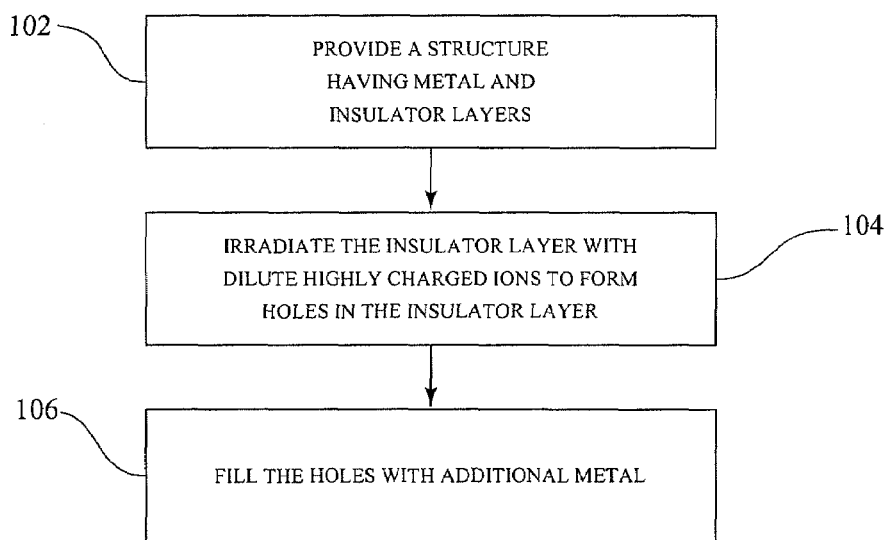 102
PROVIDE A STRUCTURE
HAVING METAL AND
INSULATOR LAYERS
IRRADIATE THE INSULATOR LAYER WITH
DILUTE HIGHLY CHARGED IONS TO FORM
HOLES IN THE INSULATOR LAYER
104
106
FILL THE HOLES WITH ADDITIONAL METAL